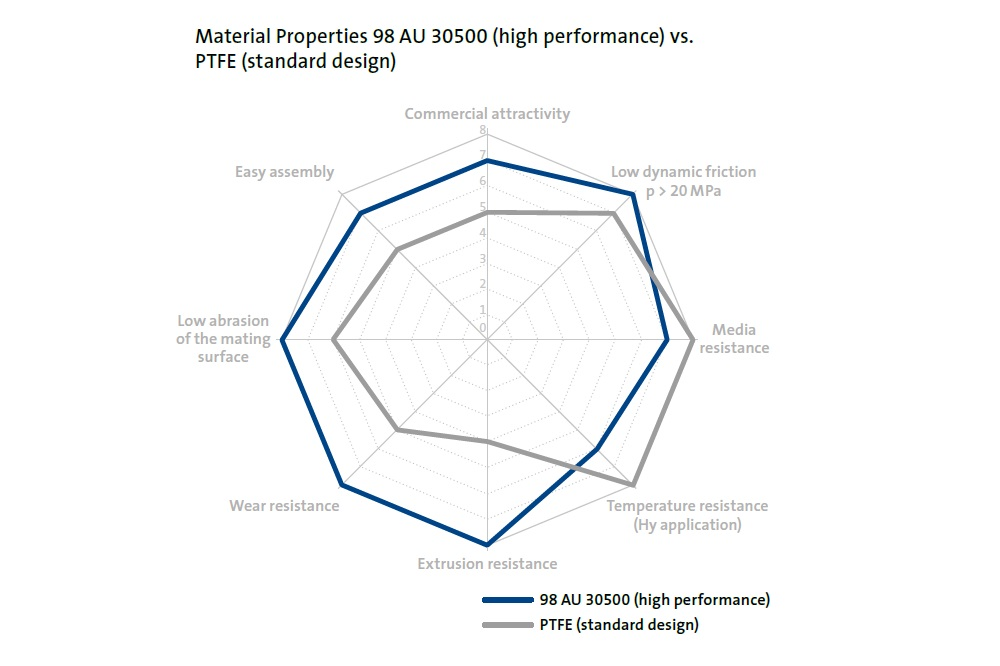 Material Properties 98 AU 30500 (high performance) vs.
PTFE (standard design)
Commercial attractivity
8
7
6
5
4
3
2
1
0
Easy assembly
Low dynamic friction
p > 20 MPa
Low abrasion
of the mating
surface
Media
resistance
Wear resistance
Temperature resistance
(Hy application)
Extrusion resistance
98 AU 30500 (high performance)
PTFE (standard design)